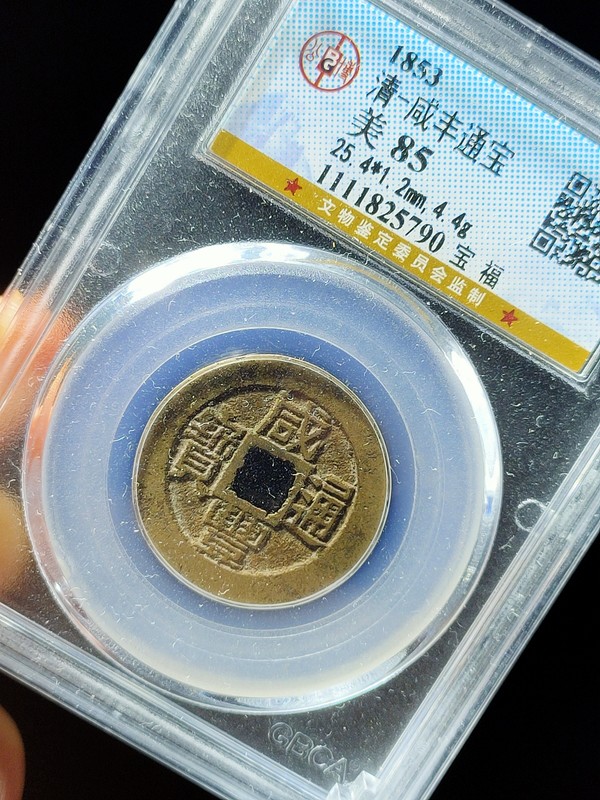 1853
清-咸丰通宝
美 85
25.4*1.2mm,4.4g
1111825790 宝福
★ 文物鉴定委员会监制 ★
咸豐通寶
GBCA